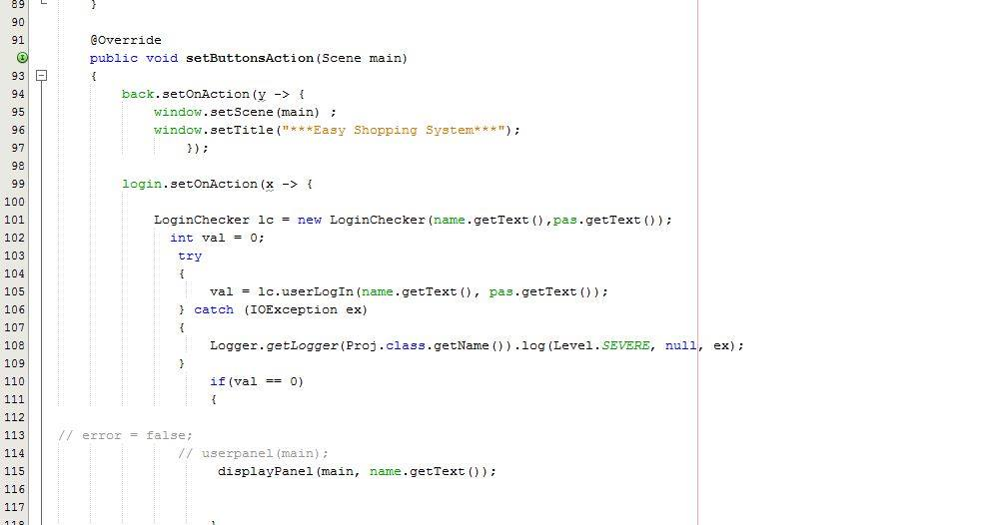 89 }
90
91 @Override
public void setButtonsAction(Scene main)
93 {
94 back.setOnAction(y -> {
95 window.setScene(main) ;
96 window.setTitle("***Easy Shopping System***");
97 });
98
99 login.setOnAction(x -> {
100
101 LoginChecker lc = new LoginChecker(name.getText(),pas.getText());
102 int val = 0;
103 try
104 {
105 val = lc.userLogIn(name.getText(), pas.getText());
106 } catch (IOException ex)
107 {
108 Logger.getLogger(Proj.class.getName()).log(Level.SEVERE, null, ex);
109 }
110 if(val == 0)
111 {
112
113 // error = false;
114 // userpanel(main);
115 displayPanel(main, name.getText());
116
117
118 }